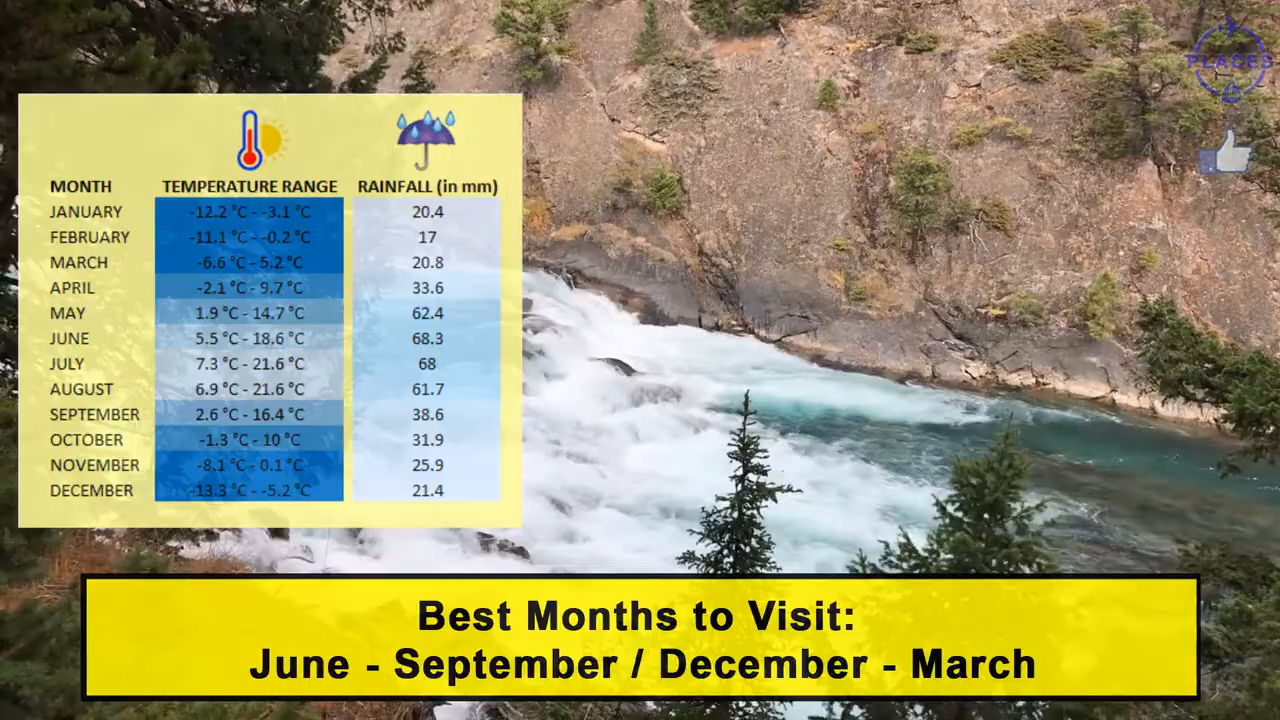 PLACES
MONTH TEMPERATURE RANGE RAINFALL (in mm)
JANUARY -12.2 °C - -3.1 °C 20.4
FEBRUARY -11.1 °C - -0.2 °C 17
MARCH -6.6 °C - 5.2 °C 20.8
APRIL -2.1 °C - 9.7 °C 33.6
MAY 1.9 °C - 14.7 °C 62.4
JUNE 5.5 °C - 18.6 °C 68.3
JULY 7.3 °C - 21.6 °C 68
AUGUST 6.9 °C - 21.6 °C 61.7
SEPTEMBER 2.6 °C - 16.4 °C 38.6
OCTOBER -1.3 °C - 10 °C 31.9
NOVEMBER -8.1 °C - 0.1 °C 25.9
DECEMBER -13.3 °C - -5.2 °C 21.4
Best Months to Visit:
June - September / December - March